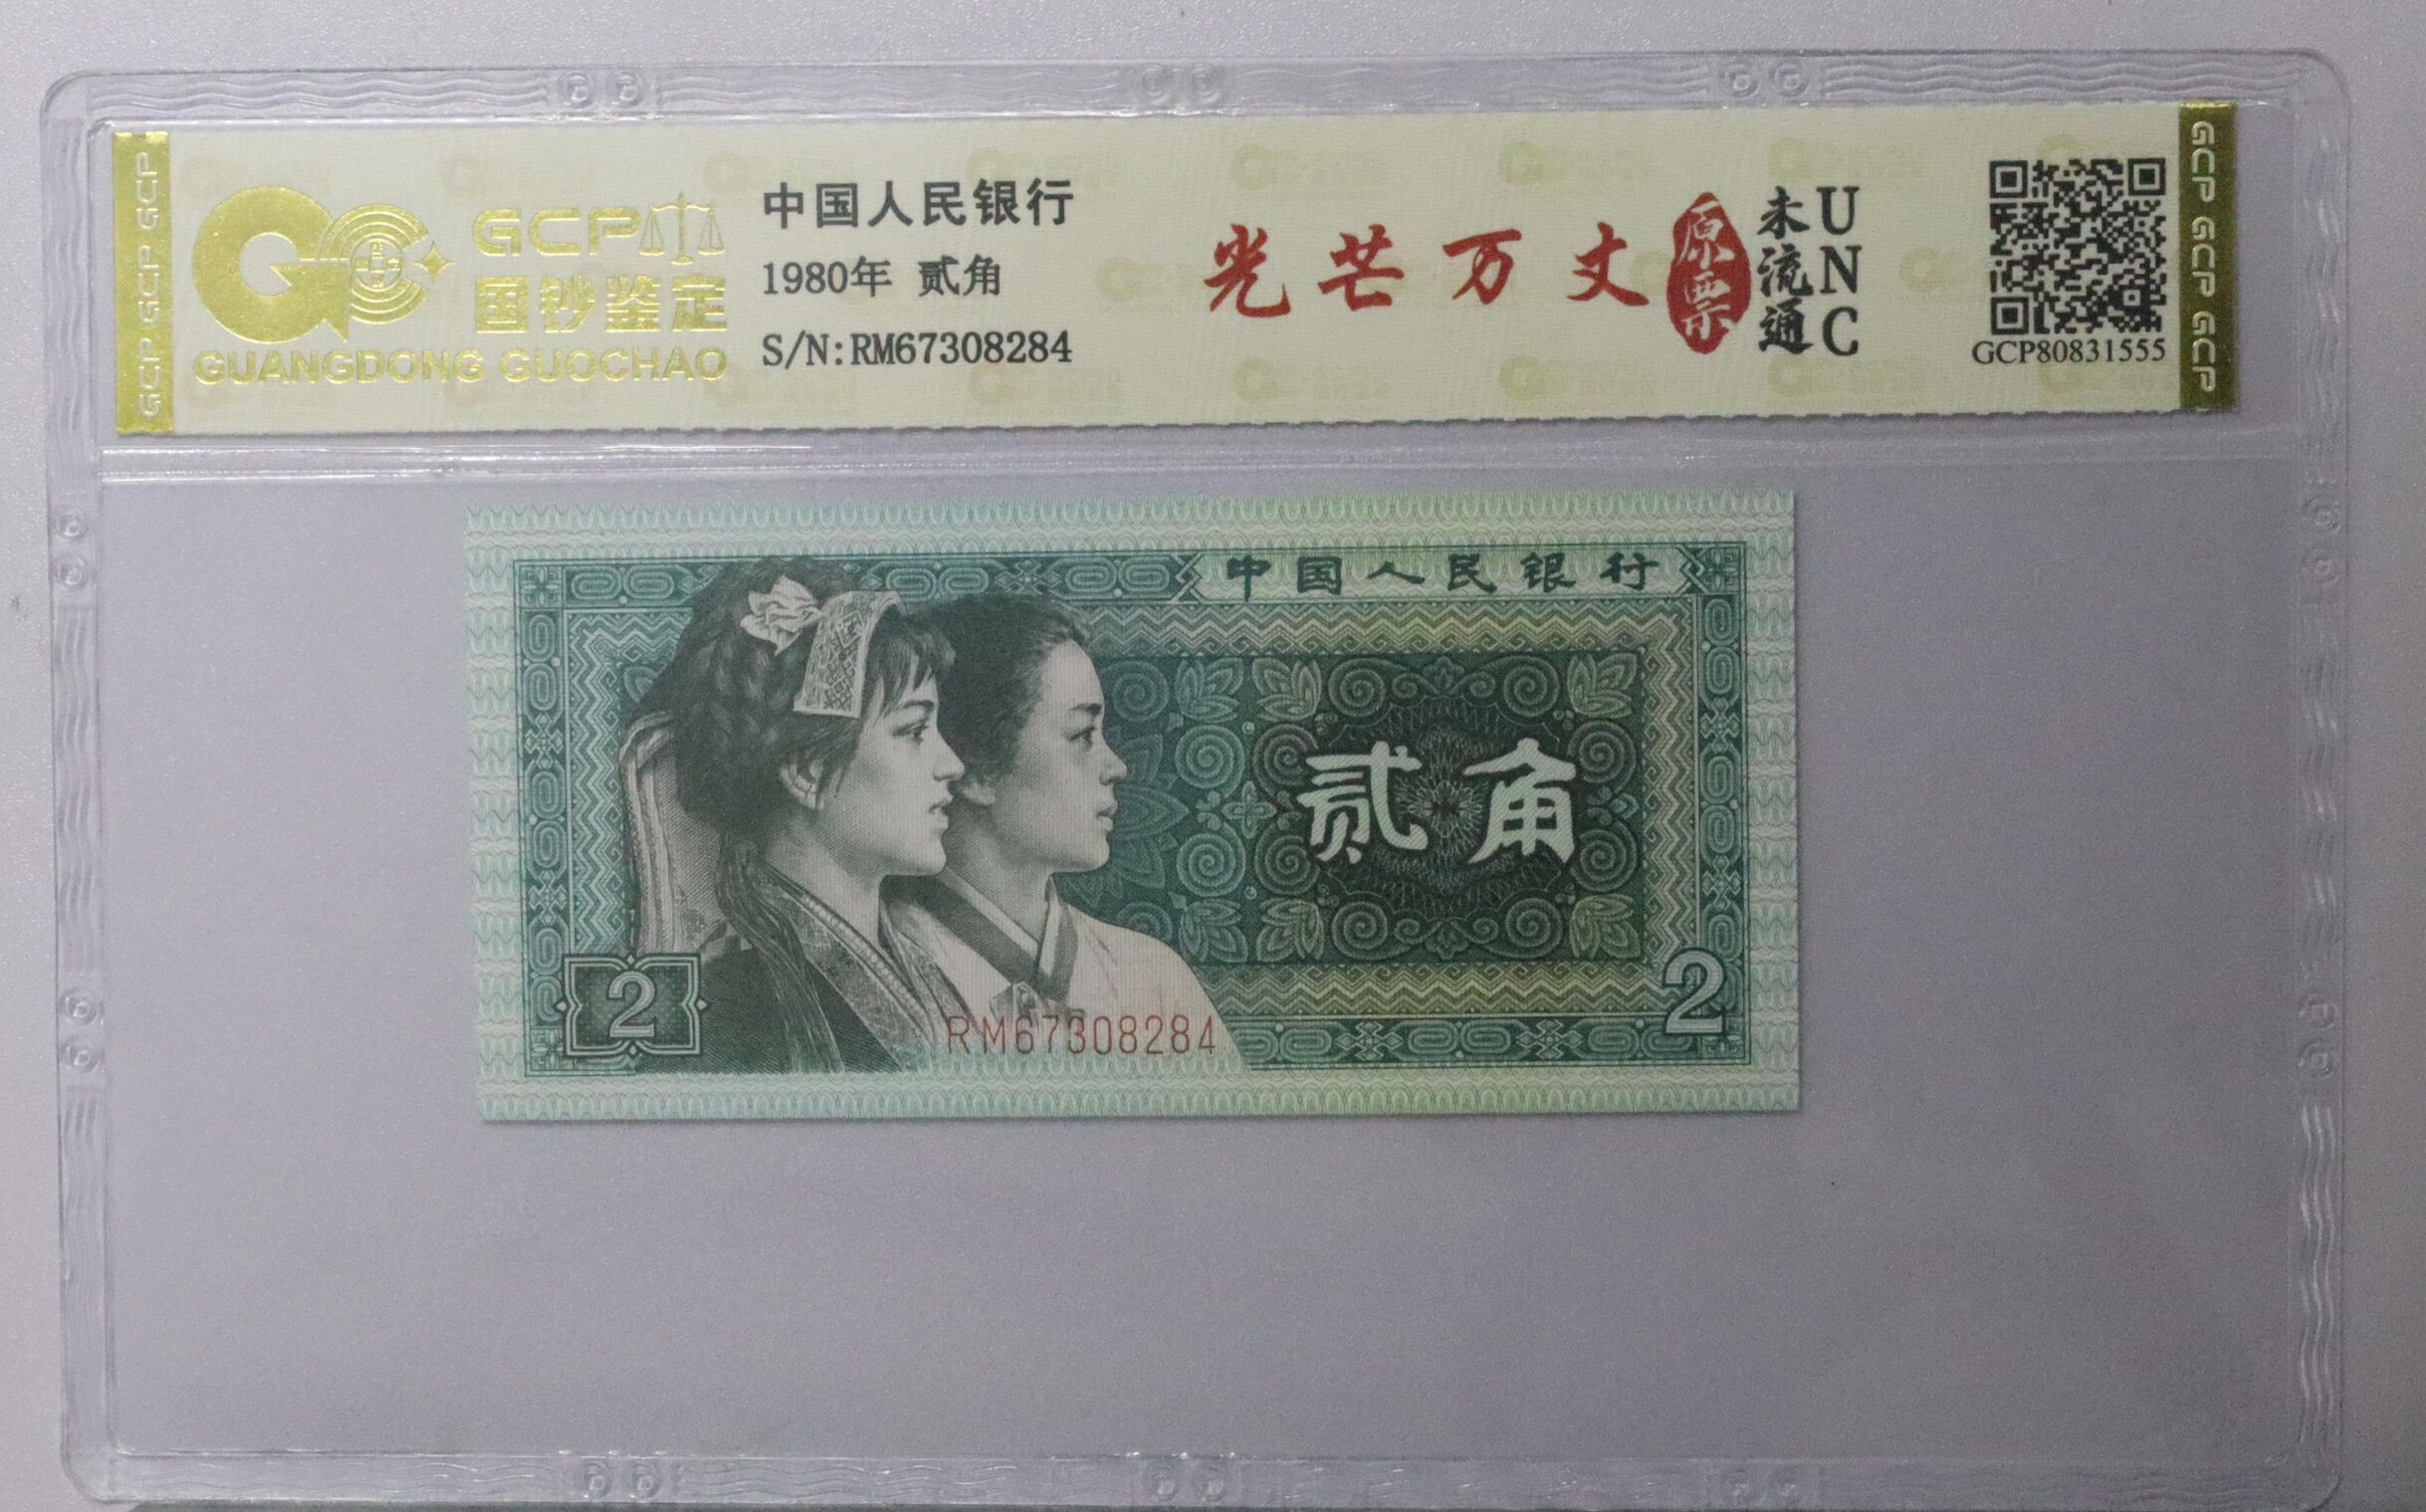 GCP GCP GCP
GCP
国钞鉴定
GUANGDONG GUOCHAO
中国人民银行
1980年 贰角
S/N:RM67308284
光芒万丈
原票
未流通
UNC
GCP80831555
GCP GCP GCP
中国人民银行
贰角
2
2
RM67308284